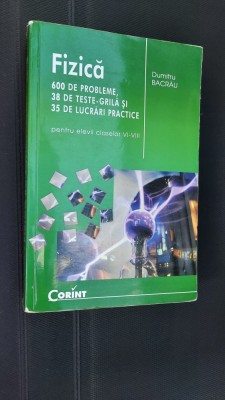 Fizică
600 DE PROBLEME,
38 DE TESTE-GRILĂ ȘI
35 DE LUCRĂRI PRACTICE
pentru elevii claselor VI-VIII
Dumitru
BACRĂU
CORINT